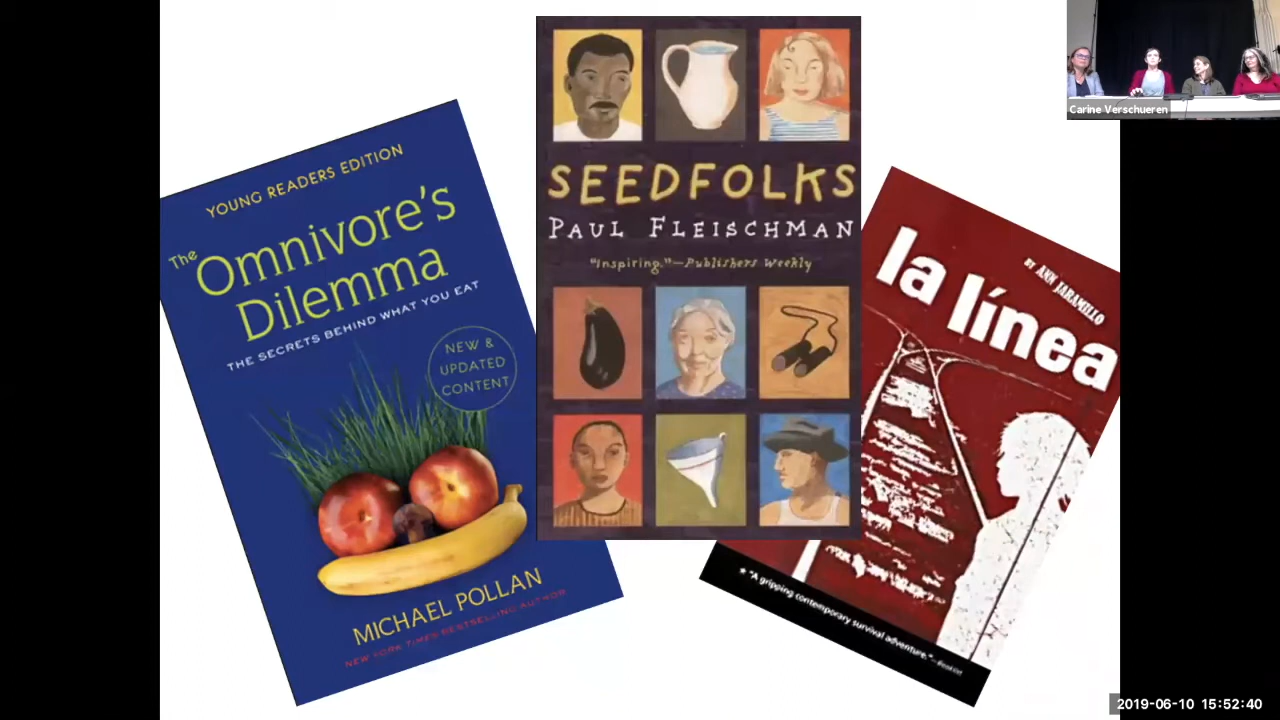 YOUNG READERS EDITION
The
Omnivore's
Dilemma
THE SECRETS BEHIND WHAT YOU EAT
NEW &
UPDATED
CONTENT
MICHAEL POLLAN
NEW YORK TIMES BESTSELLING AUTHOR
SEEDFOLKS
PAUL FLEISCHMAN
"Inspiring."—Publishers Weekly
BY ANN JARAMILLO
la línea
★ "A gripping contemporary survival adventure."—Booklist
Carine Verschueren
2019-06-10 15:52:40